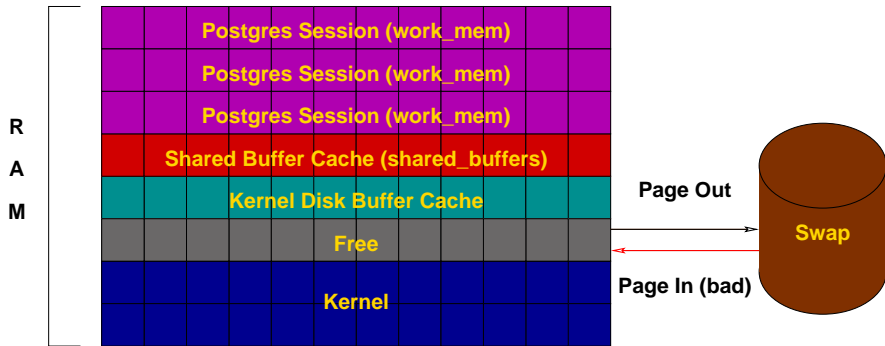 Postgres Session (work_mem)
Postgres Session (work_mem)
Postgres Session (work_mem)
R
A
M
Shared Buffer Cache (shared_buffers)
Kernel Disk Buffer Cache
Free
Kernel
Page Out
Swap
Page In (bad)